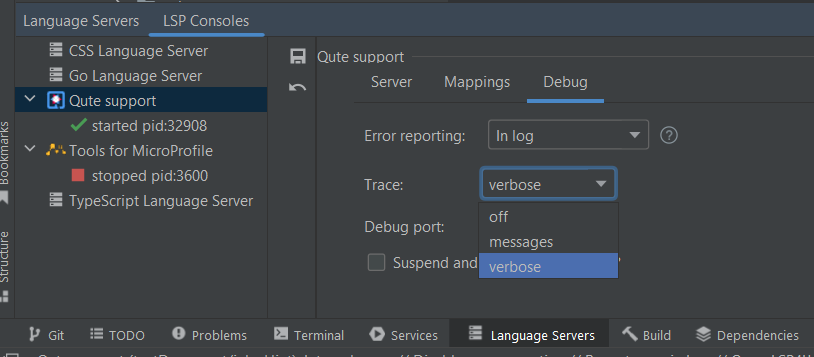 Language Servers LSP Consoles
CSS Language Server
Go Language Server
Qute support
started pid:32908
Tools for MicroProfile
stopped pid:3600
TypeScript Language Server
Qute support
Server Mappings Debug
Error reporting: In log ?
Trace: verbose
off
messages
verbose
Debug port:
Suspend and
Bookmarks
Structure
Git TODO Problems Terminal Services Language Servers Build Dependencies